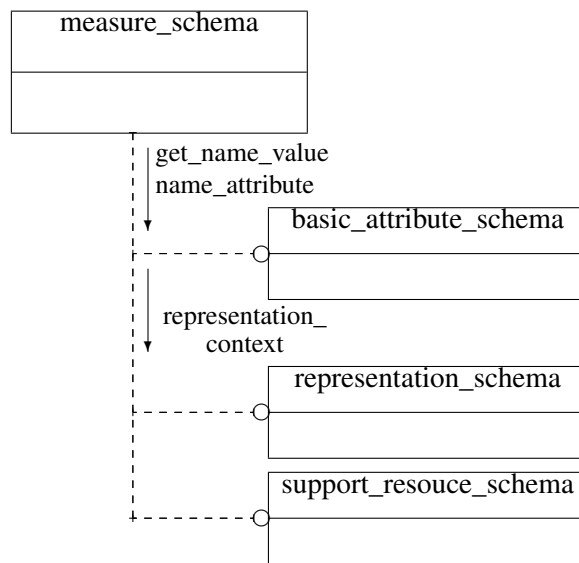 measure_schema
get_name_value
name_attribute
basic_attribute_schema
representation_
context
representation_schema
support_resouce_schema